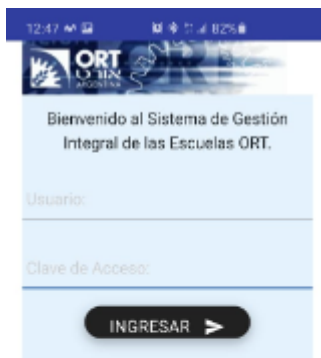 12:47
82%
ORT
ARGENTINA
Bienvenido al Sistema de Gestión
Integral de las Escuelas ORT.
Usuario:
Clave de Acceso:
INGRESAR